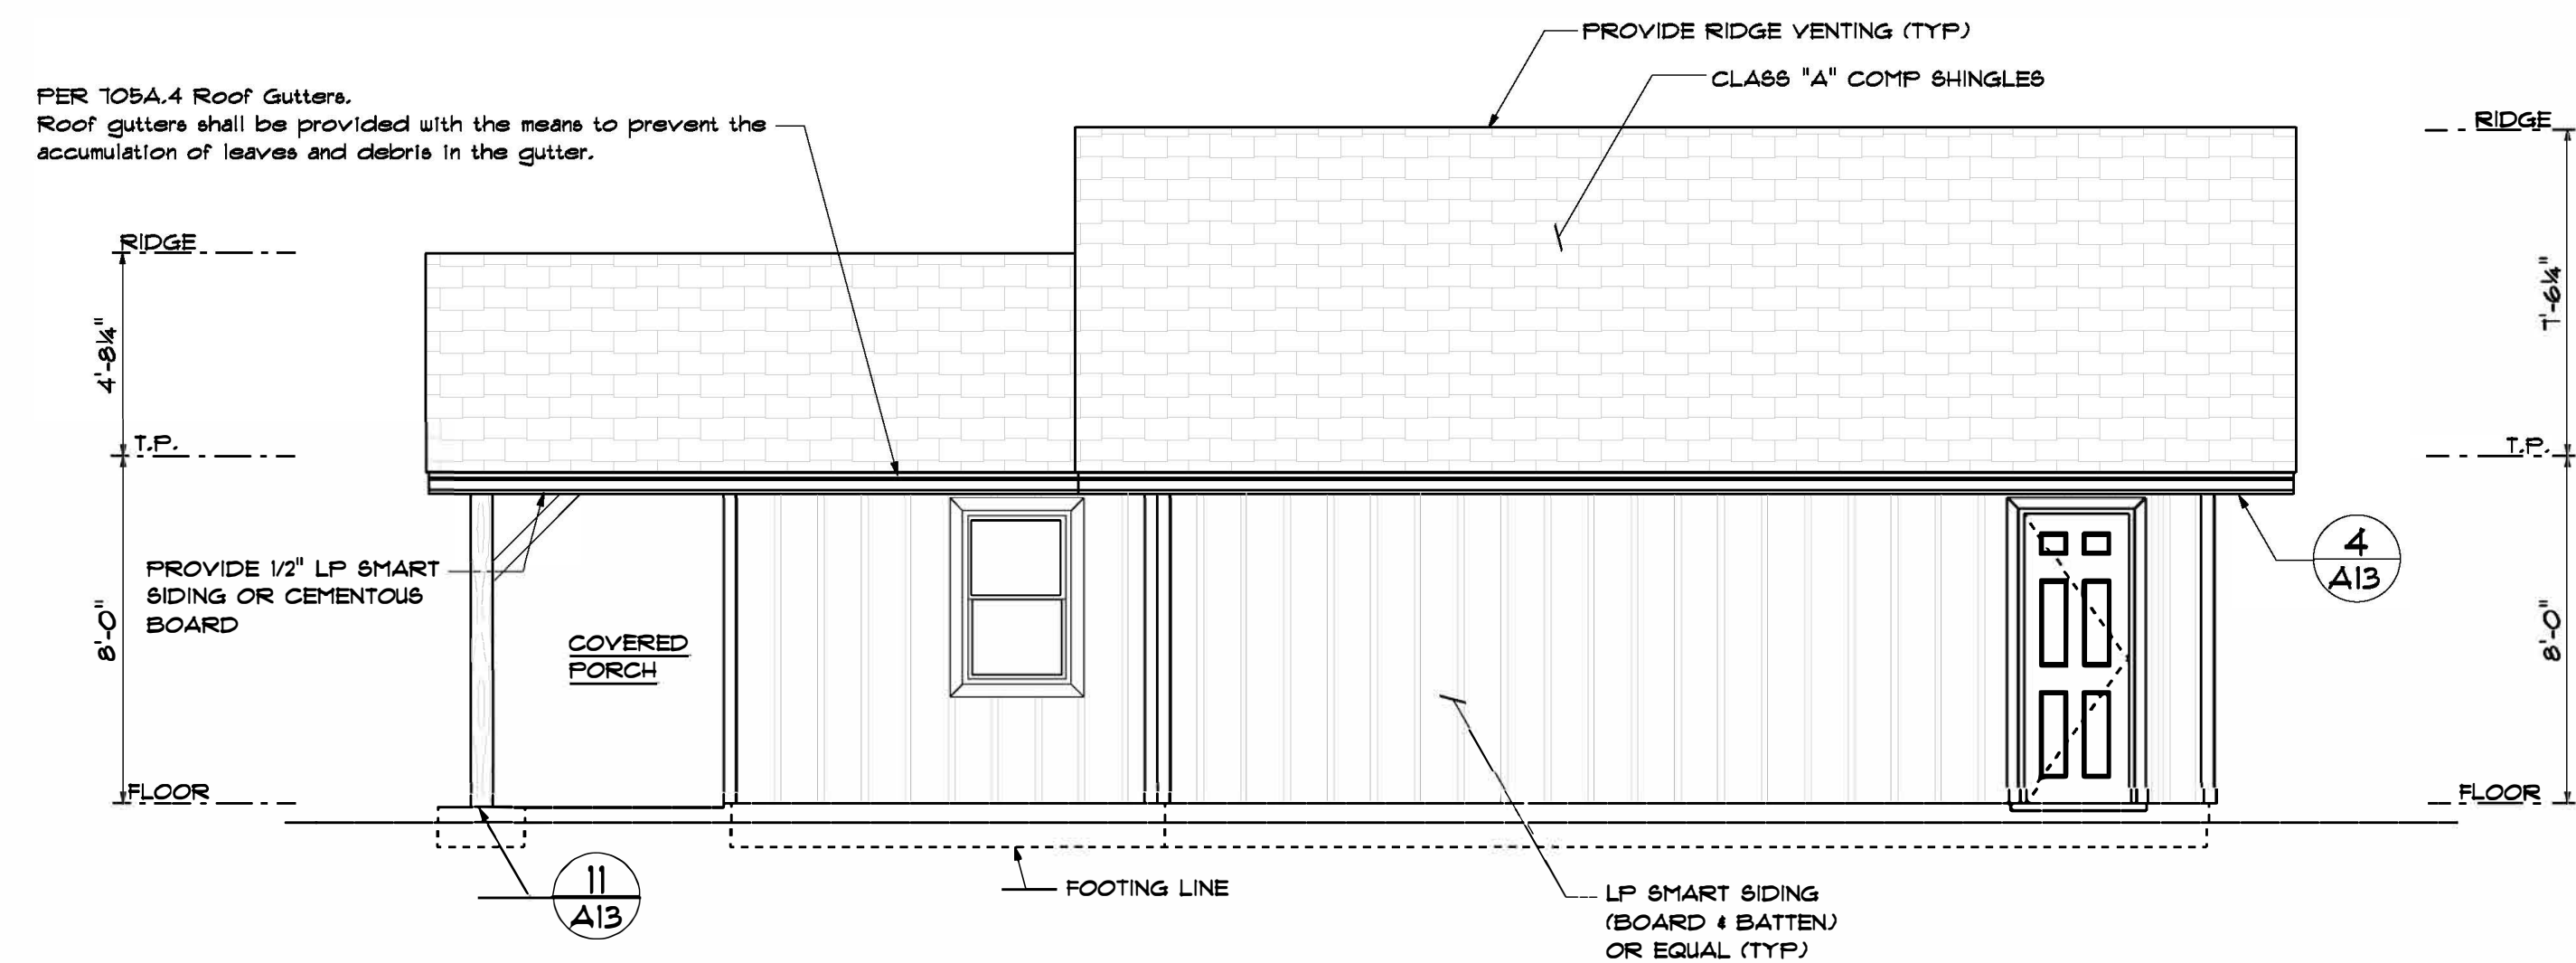 PROVIDE RIDGE VENTING (TYP)
CLASS "A" COMP SHINGLES
PER 705A.4 Roof Gutters.
Roof gutters shall be provided with the means to prevent the
accumulation of leaves and debris in the gutter.
RIDGE
RIDGE
4'-8¼"
7'-6¼"
T.P.
T.P.
PROVIDE 1/2" LP SMART
SIDING OR CEMENTOUS
BOARD
4
A13
8'-0"
8'-0"
COVERED
PORCH
FLOOR
FLOOR
11
A13
FOOTING LINE
LP SMART SIDING
(BOARD & BATTEN)
OR EQUAL (TYP)